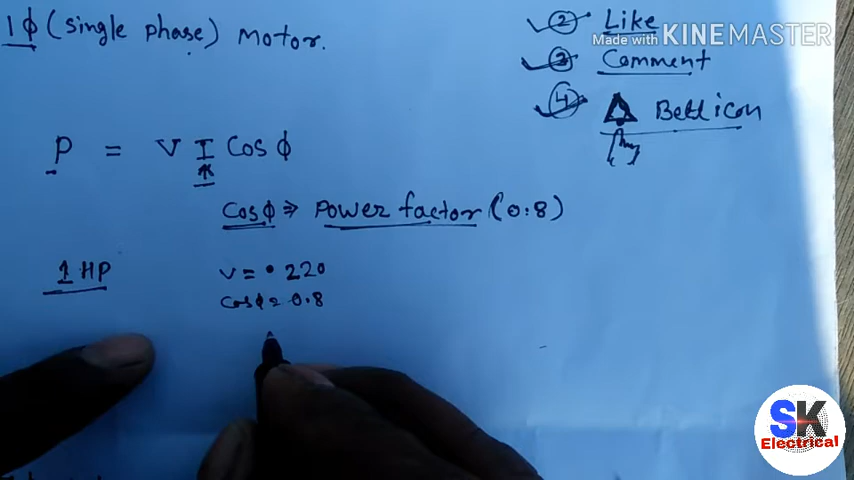 1Φ (single phase) motor.
② Like
Made with KINEMASTER
③ Comment
④ Bell icon
P = V I Cos ϕ
Cosϕ ⇒ Power factor (0.8)
1 HP
V = 220
Cosϕ = 0.8
SK
Electrical